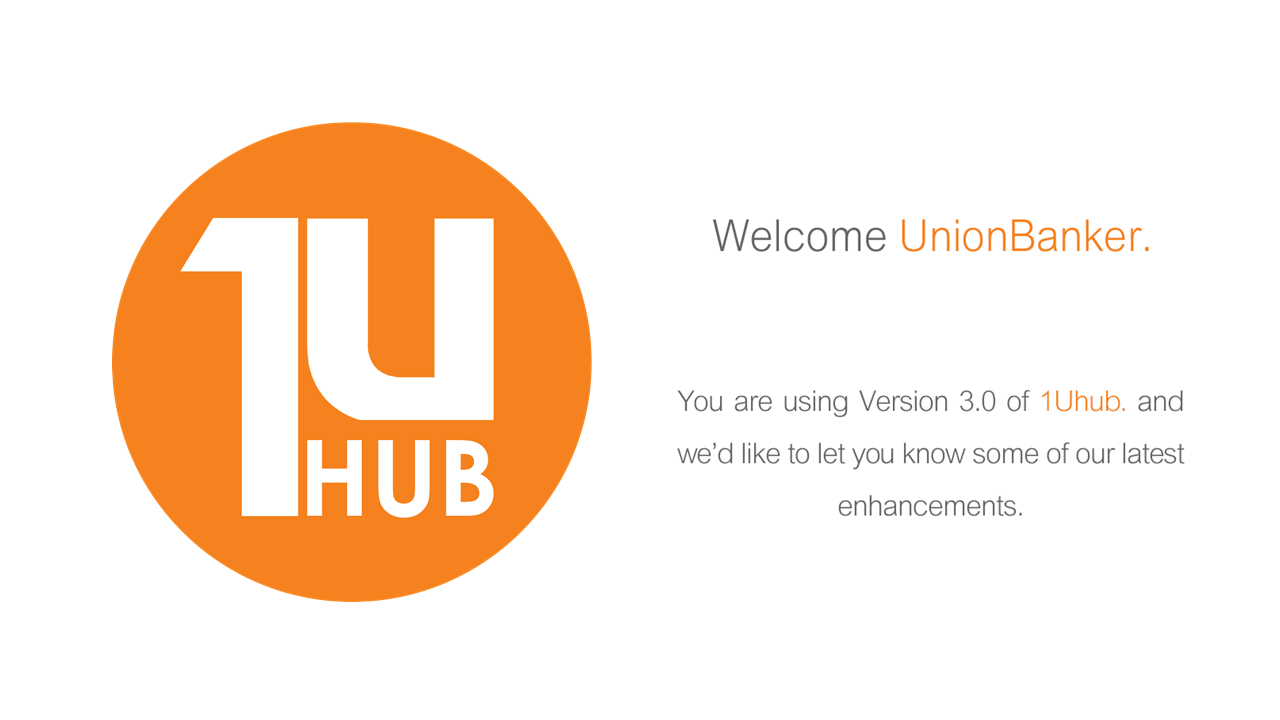 1U
HUB
Welcome UnionBanker.
You are using Version 3.0 of 1Uhub. and
we’d like to let you know some of our latest
enhancements.